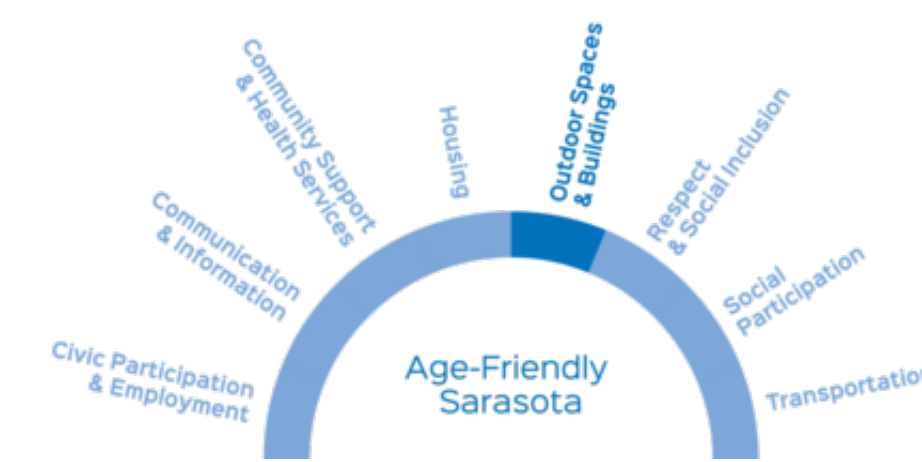 Civic Participation
& Employment
Communication
& Information
Community Support
& Health Services
Housing
Outdoor Spaces
& Buildings
Respect
& Social Inclusion
Social
Participation
Transportation
Age-Friendly
Sarasota